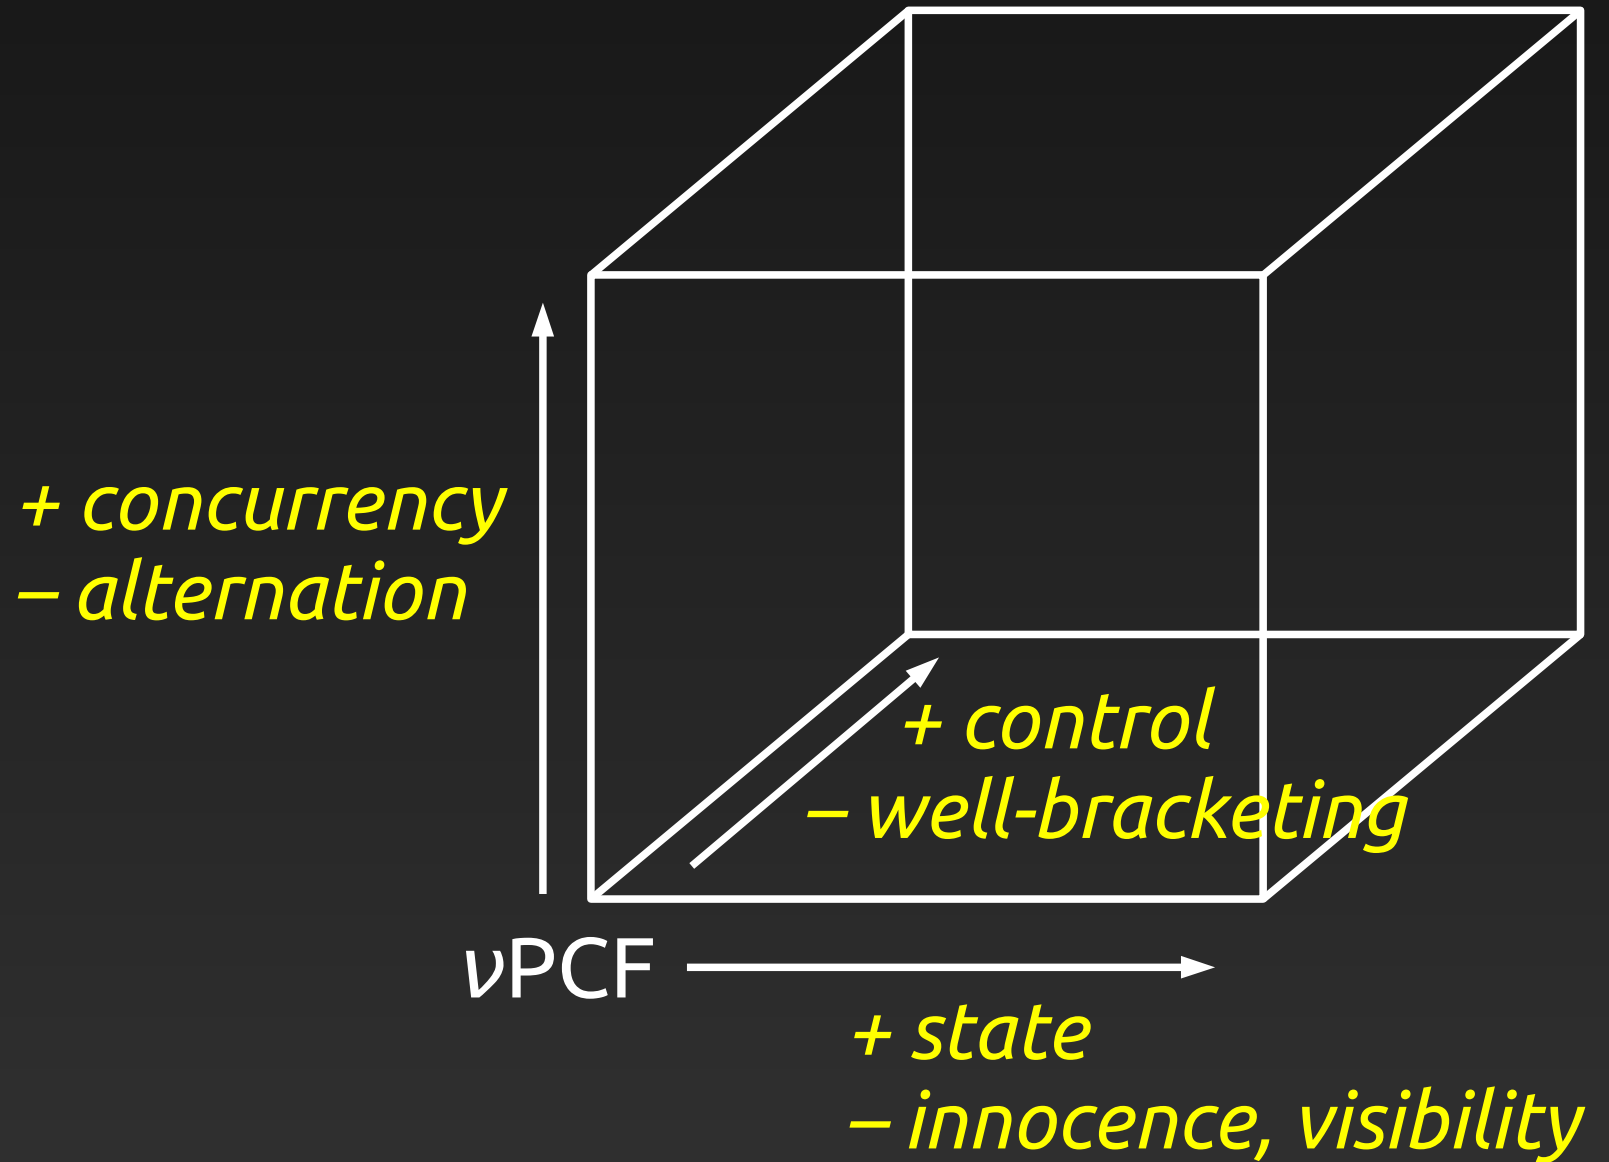 + concurrency
– alternation
+ control
– well-bracketing
νPCF
+ state
– innocence, visibility